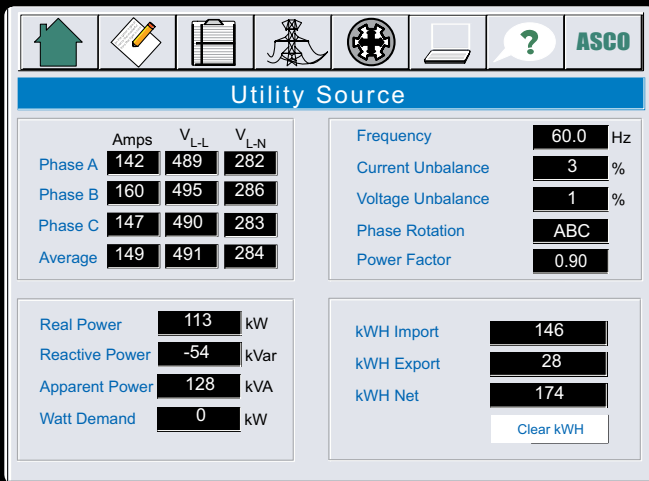 ?
ASCO
Utility Source
Amps VL-L VL-N
Phase A 142 489 282
Phase B 160 495 286
Phase C 147 490 283
Average 149 491 284
Frequency 60.0 Hz
Current Unbalance 3 %
Voltage Unbalance 1 %
Phase Rotation ABC
Power Factor 0.90
Real Power 113 kW
Reactive Power -54 kVar
Apparent Power 128 kVA
Watt Demand 0 kW
kWH Import 146
kWH Export 28
kWH Net 174
Clear kWH